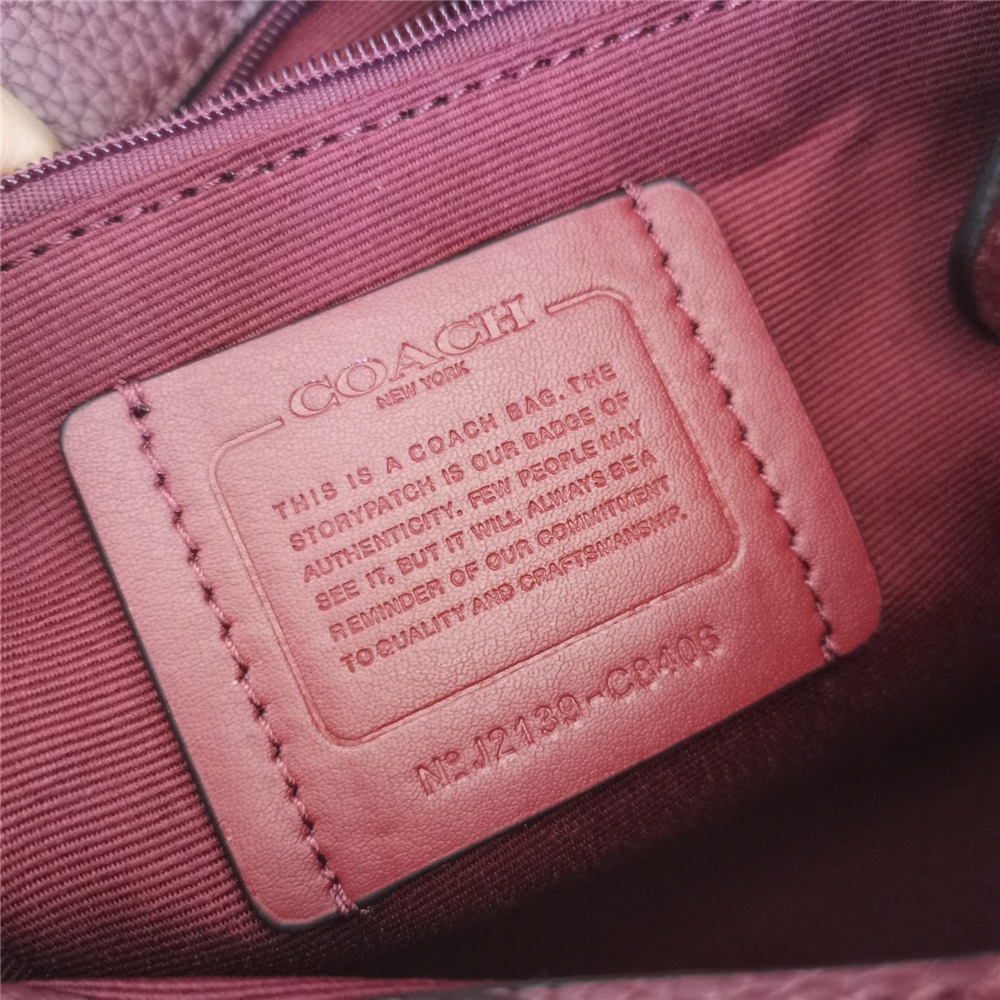 COACH
NEW YORK
THIS IS A COACH BAG. THE
STORYPATCH IS OUR BADGE OF
AUTHENTICITY. FEW PEOPLE MAY
SEE IT, BUT IT WILL ALWAYS BE A
REMINDER OF OUR COMMITMENT
TO QUALITY AND CRAFTSMANSHIP.
Nº J2139-C8406